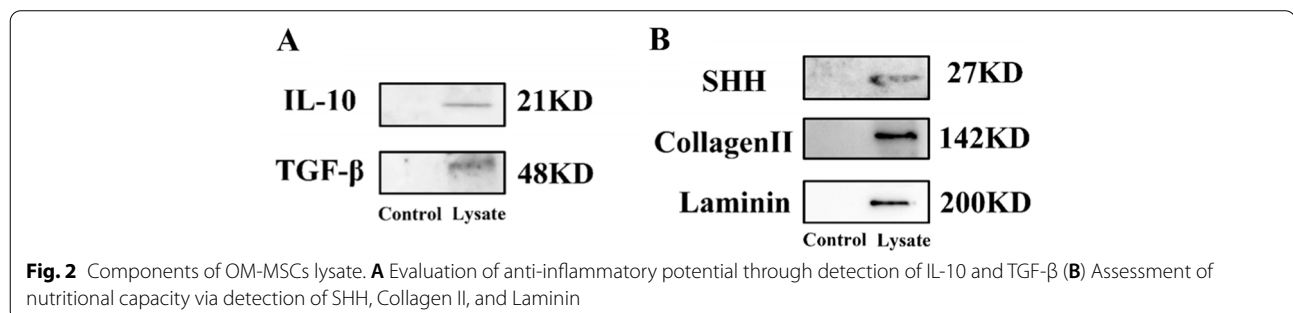 A
IL-10 21KD
TGF-β 48KD
Control Lysate
B
SHH 27KD
CollagenII 142KD
Laminin 200KD
Control Lysate
Fig. 2 Components of OM-MSCs lysate. A Evaluation of anti-inflammatory potential through detection of IL-10 and TGF-β (B) Assessment of
nutritional capacity via detection of SHH, Collagen II, and Laminin